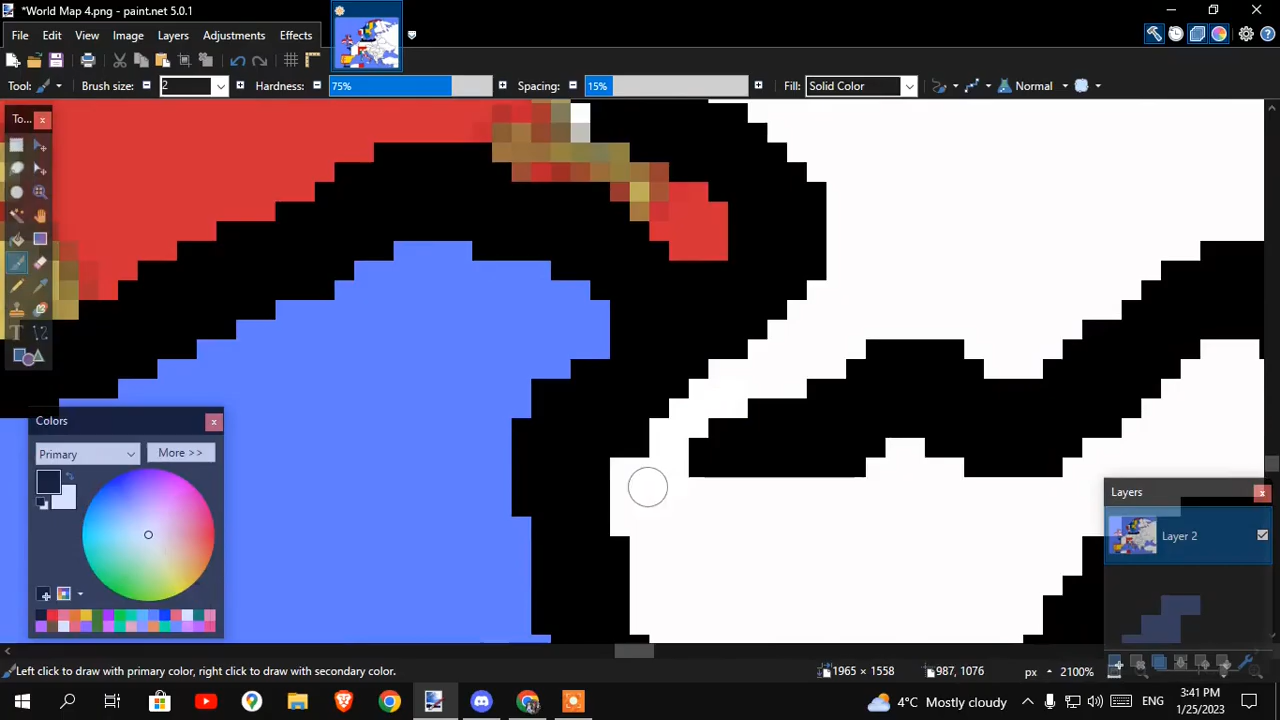 *World Map 4.png - paint.net 5.0.1
File Edit View Image Layers Adjustments Effects
Tool: Brush size: 2 Hardness: 75% Spacing: 15% Fill: Solid Color Normal
To... x
Colors x
Primary More >>
Layers x
Layer 2
Left click to draw with primary color, right click to draw with secondary color. 1965 × 1558 987, 1076 px 2100%
4°C Mostly cloudy ENG 3:41 PM
1/25/2023